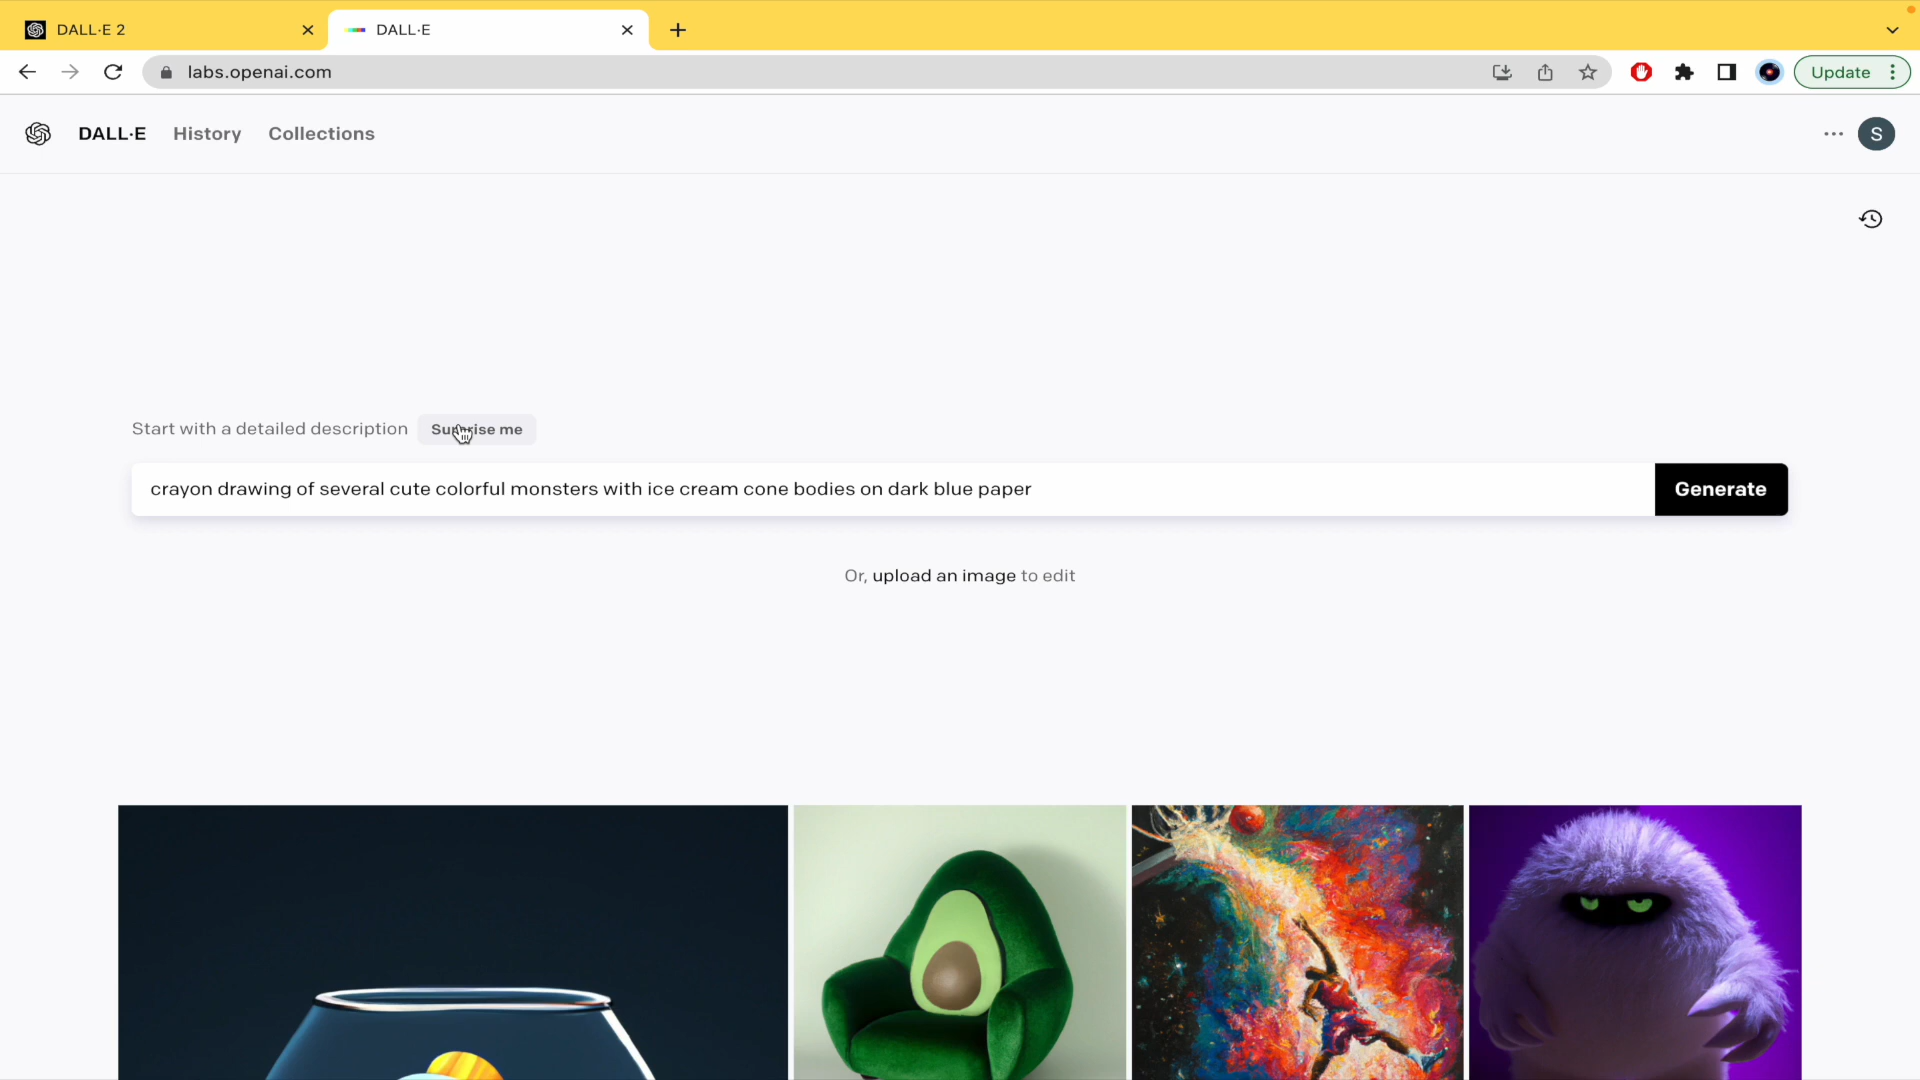 DALL·E 2
DALL·E
labs.openai.com
Update
DALL·E
History
Collections
S
Start with a detailed description
Surprise me
crayon drawing of several cute colorful monsters with ice cream cone bodies on dark blue paper
Generate
Or, upload an image to edit